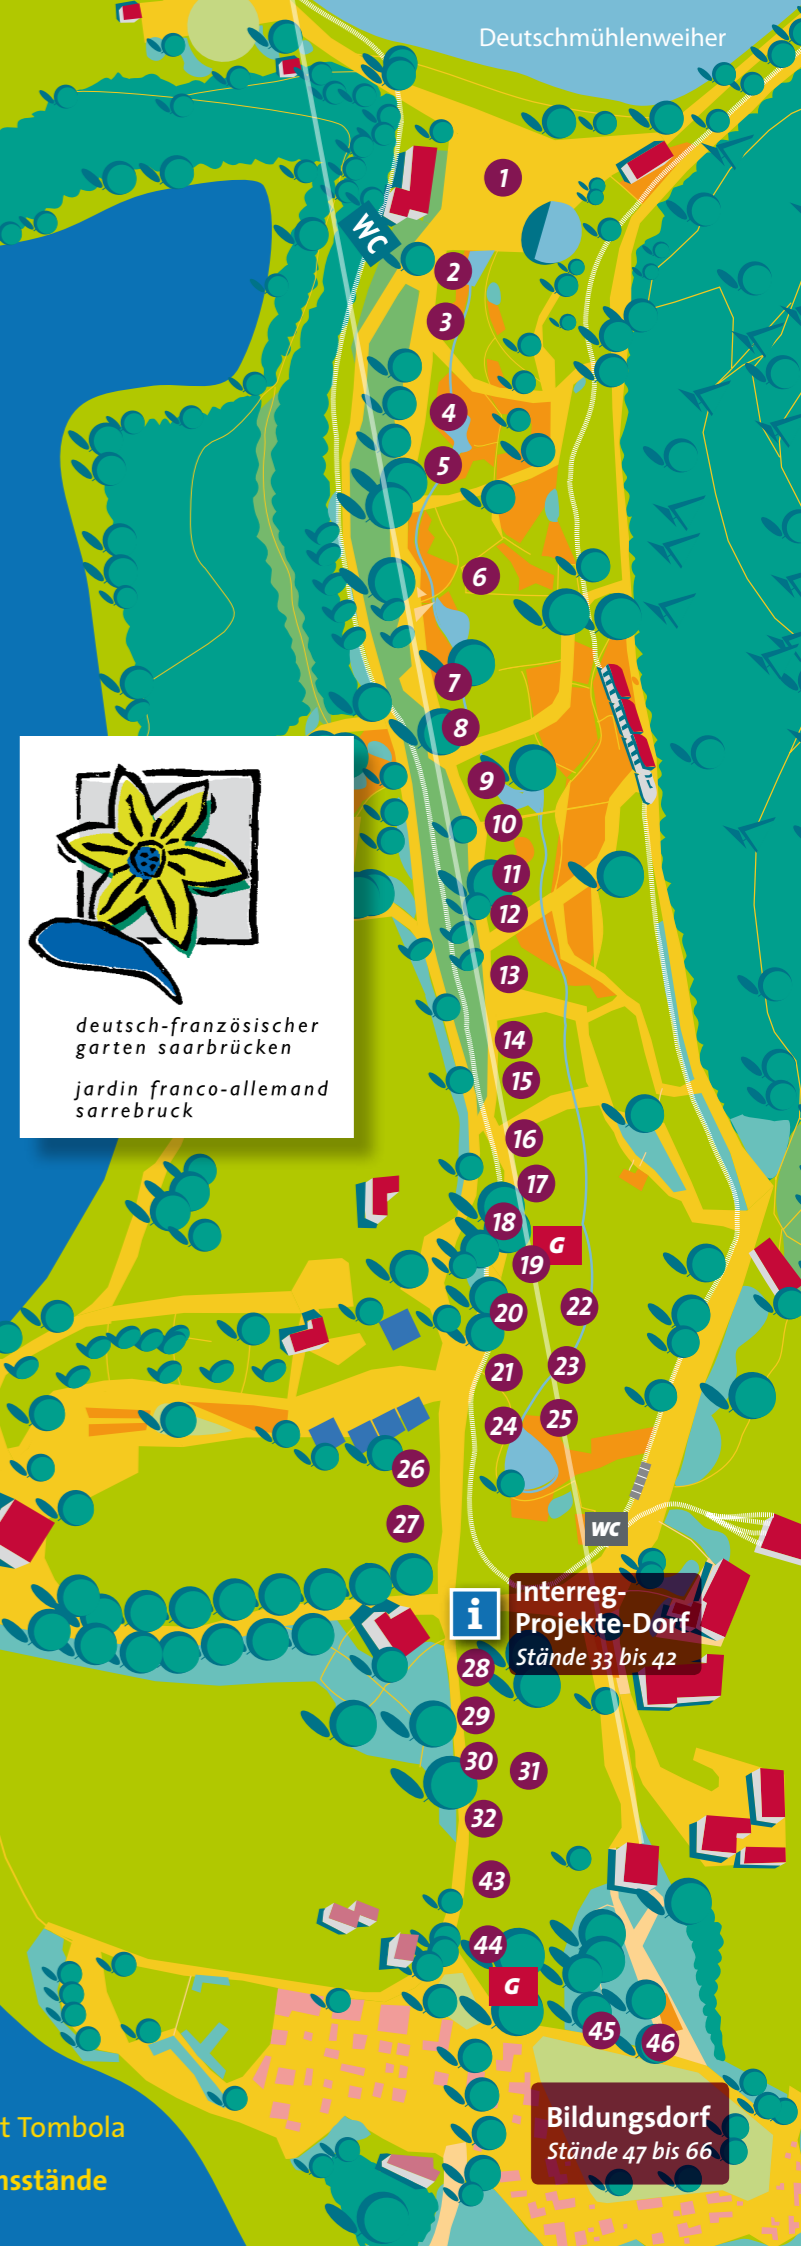 Deutschmühlenweiher
1
WC
2
3
4
5
6
7
8
9
10
11
12
13
deutsch-französischer
garten saarbrücken
jardin franco-allemand
sarrebruck
14
15
16
17
18
G
19
20
22
21
23
24
25
26
27
WC
i
Interreg-
Projekte-Dorf
Stände 33 bis 42
28
29
30
31
32
43
44
G
45
46
Bildungsdorf
Stände 47 bis 66
t Tombola
nsstände